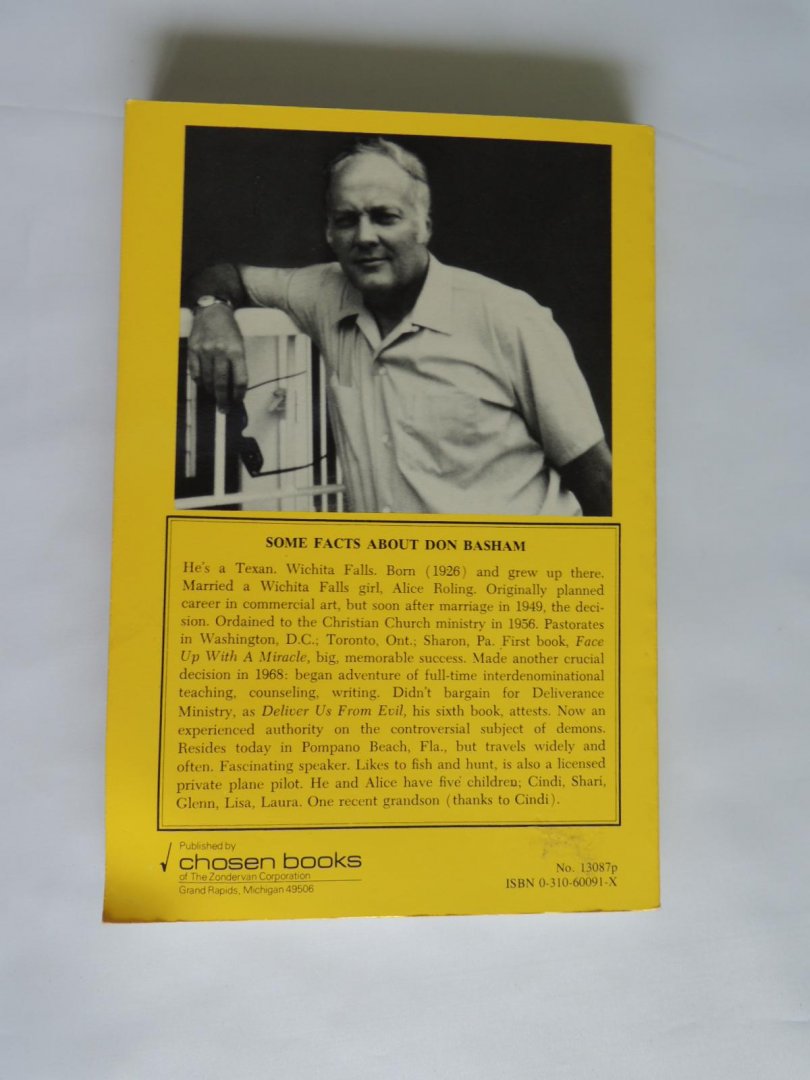 SOME FACTS ABOUT DON BASHAM
He's a Texan. Wichita Falls. Born (1926) and grew up there.
Married a Wichita Falls girl, Alice Roling. Originally planned
career in commercial art, but soon after marriage in 1949, the deci-
sion. Ordained to the Christian Church ministry in 1956. Pastorates
in Washington, D.C.; Toronto, Ont.; Sharon, Pa. First book, Face
Up With A Miracle, big, memorable success. Made another crucial
decision in 1968: began adventure of full-time interdenominational
teaching, counseling, writing. Didn't bargain for Deliverance
Ministry, as Deliver Us From Evil, his sixth book, attests. Now an
experienced authority on the controversial subject of demons.
Resides today in Pompano Beach, Fla., but travels widely and
often. Fascinating speaker. Likes to fish and hunt, is also a licensed
private plane pilot. He and Alice have five children; Cindi, Shari,
Glenn, Lisa, Laura. One recent grandson (thanks to Cindi).
Published by
chosen books
of The Zondervan Corporation
Grand Rapids, Michigan 49506
No. 13087p
ISBN 0-310-60091-X